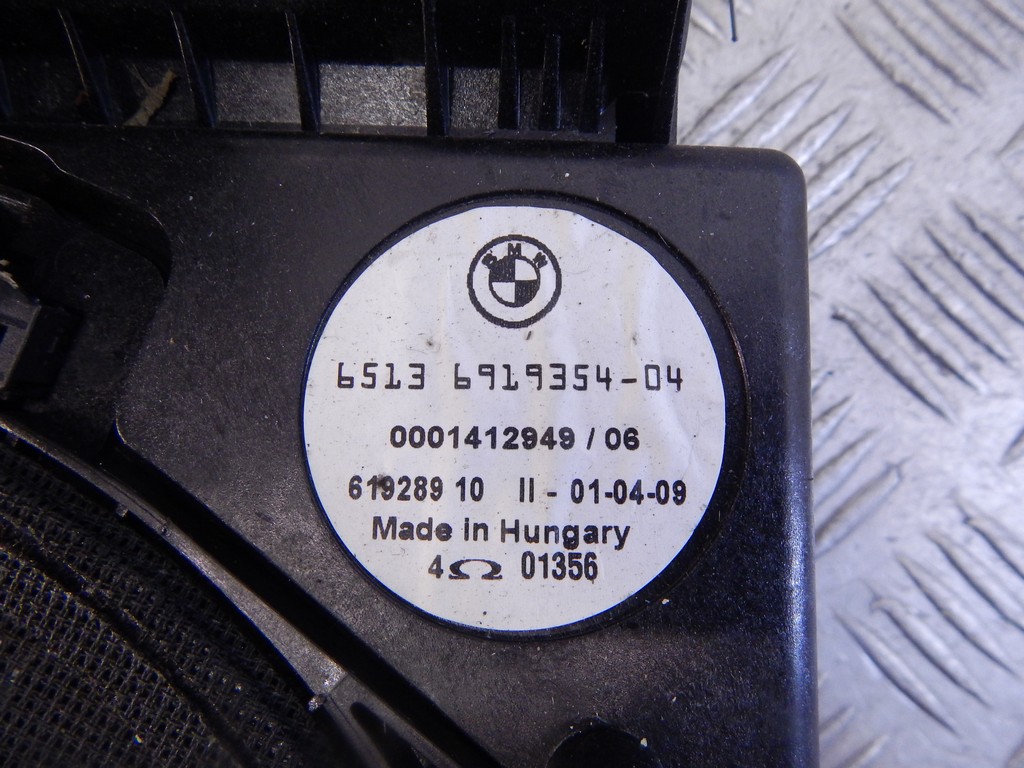 BMW
6513 6919354-04
0001412949 / 06
619289 10 II - 01-04-09
Made in Hungary
4Ω 01356